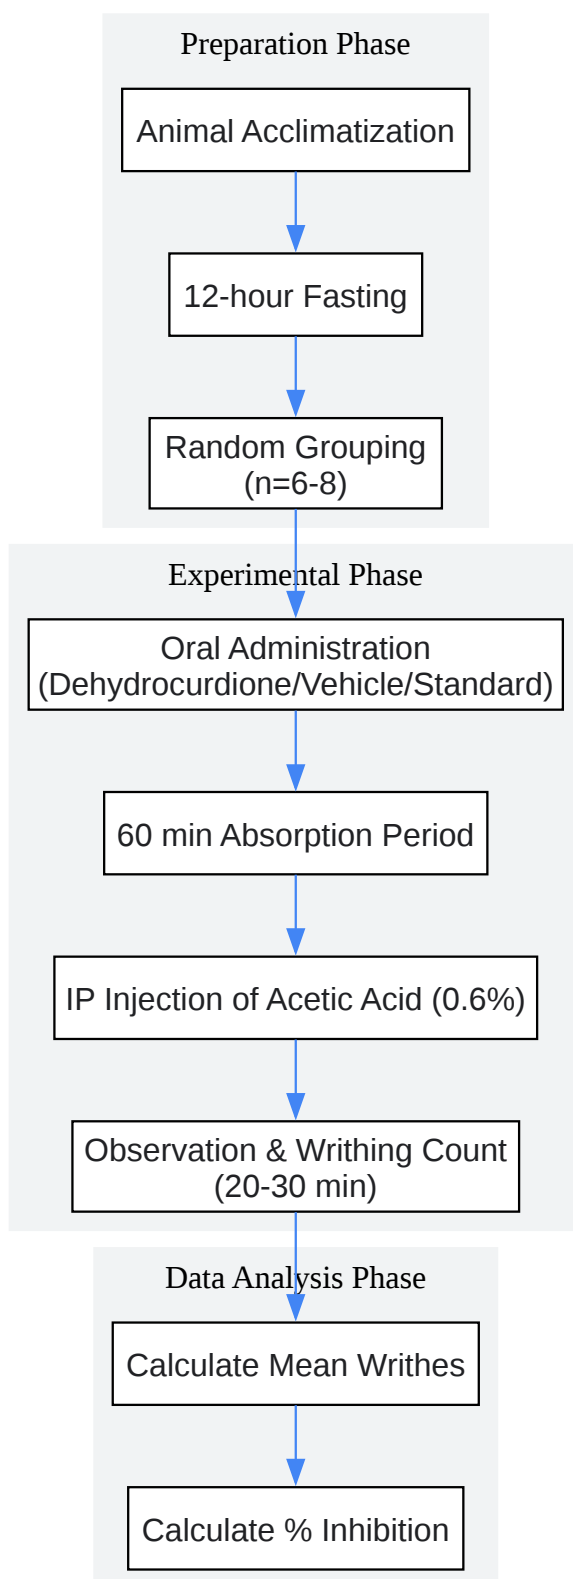 Preparation Phase
Animal Acclimatization
12-hour Fasting
Random Grouping
(n=6-8)
Experimental Phase
Oral Administration
(Dehydrocurdione/Vehicle/Standard)
60 min Absorption Period
IP Injection of Acetic Acid (0.6%)
Observation & Writhing Count
(20-30 min)
Data Analysis Phase
Calculate Mean Writhes
Calculate % Inhibition